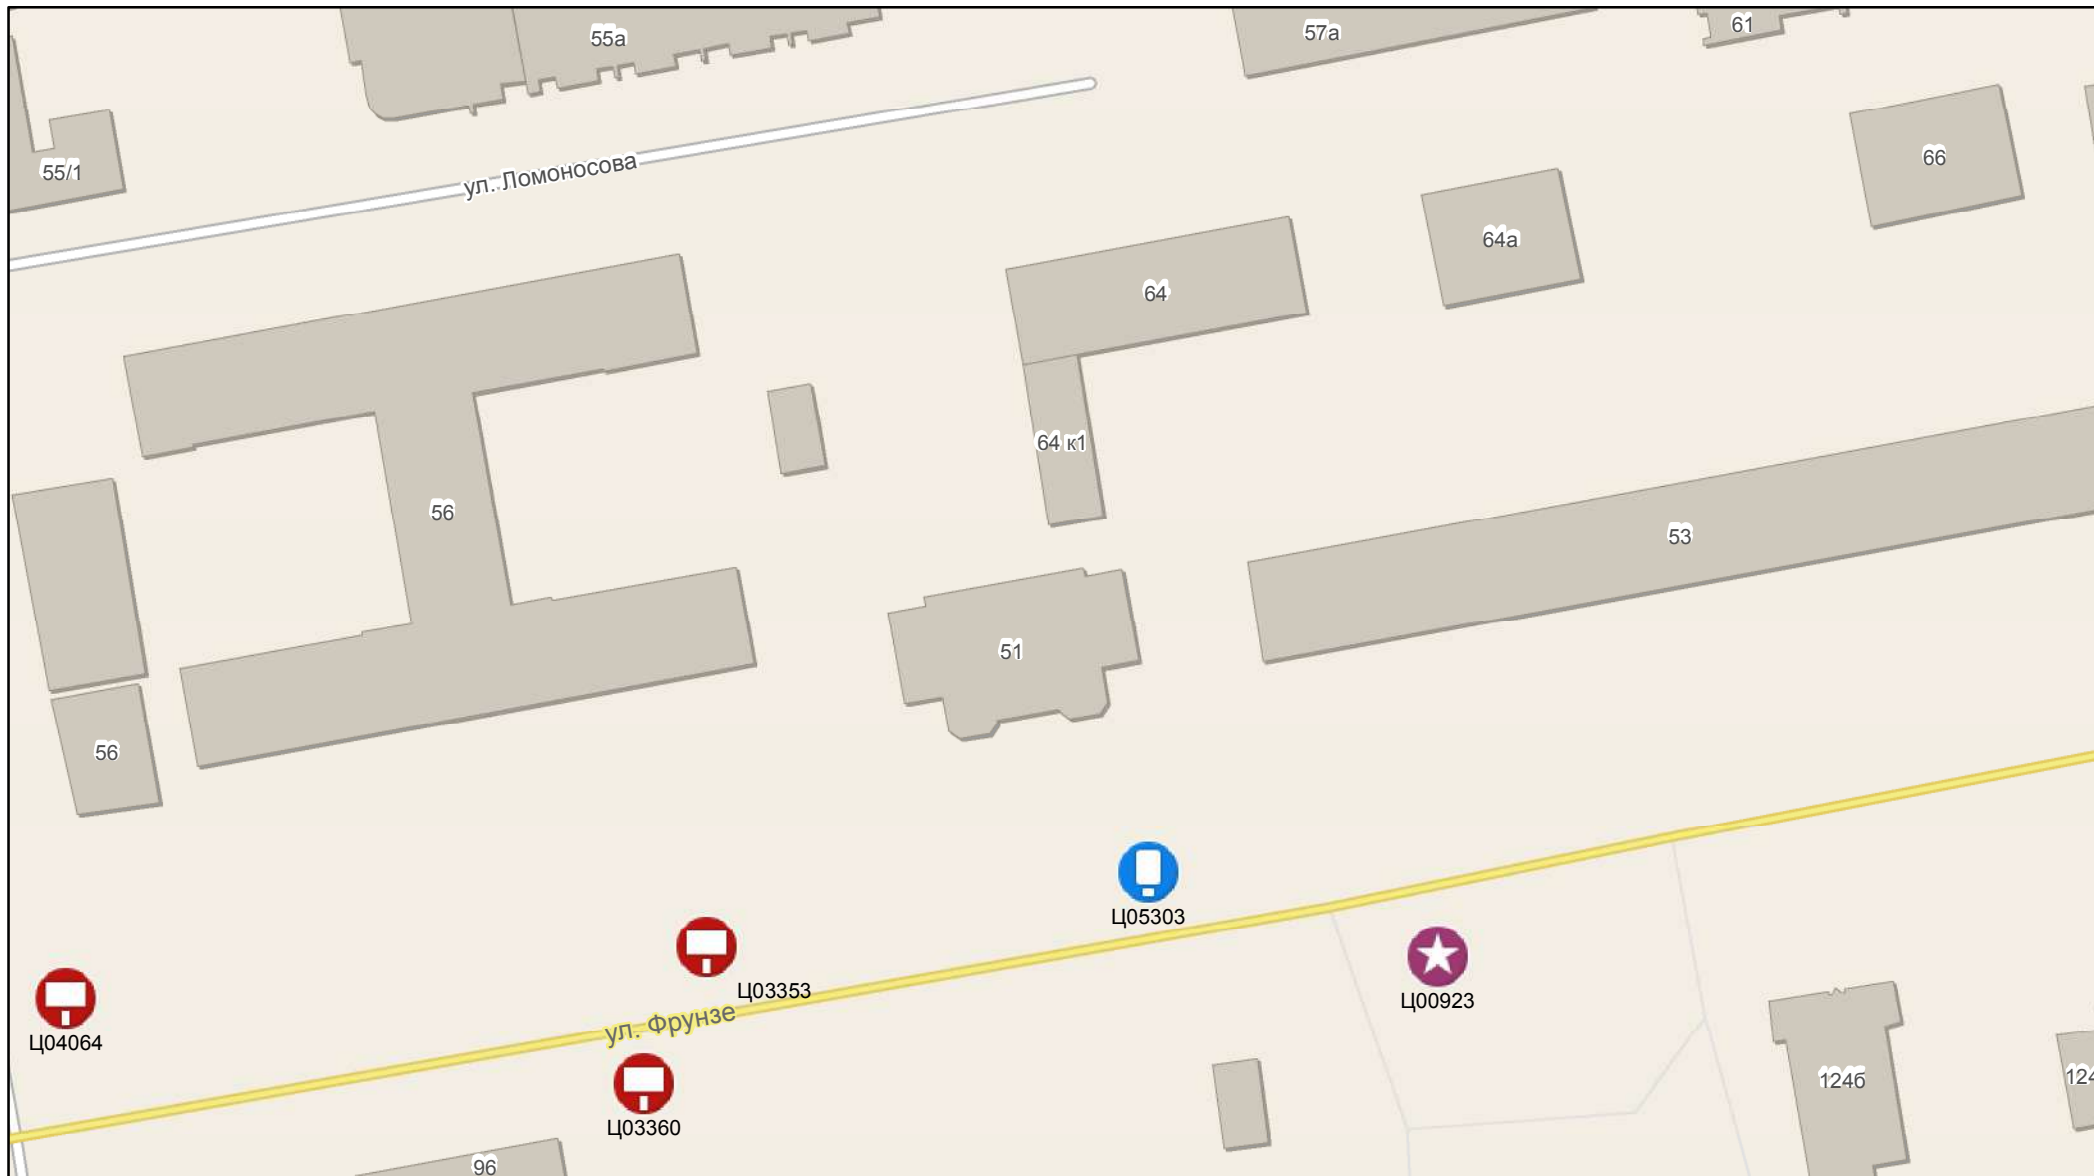 55а
57а
61
55/1
ул. Ломоносова
66
64а
64
64 к1
56
53
51
56
Ц05303
Ц03353
Ц00923
ул. Фрунзе
Ц04064
124б
124
Ц03360
96